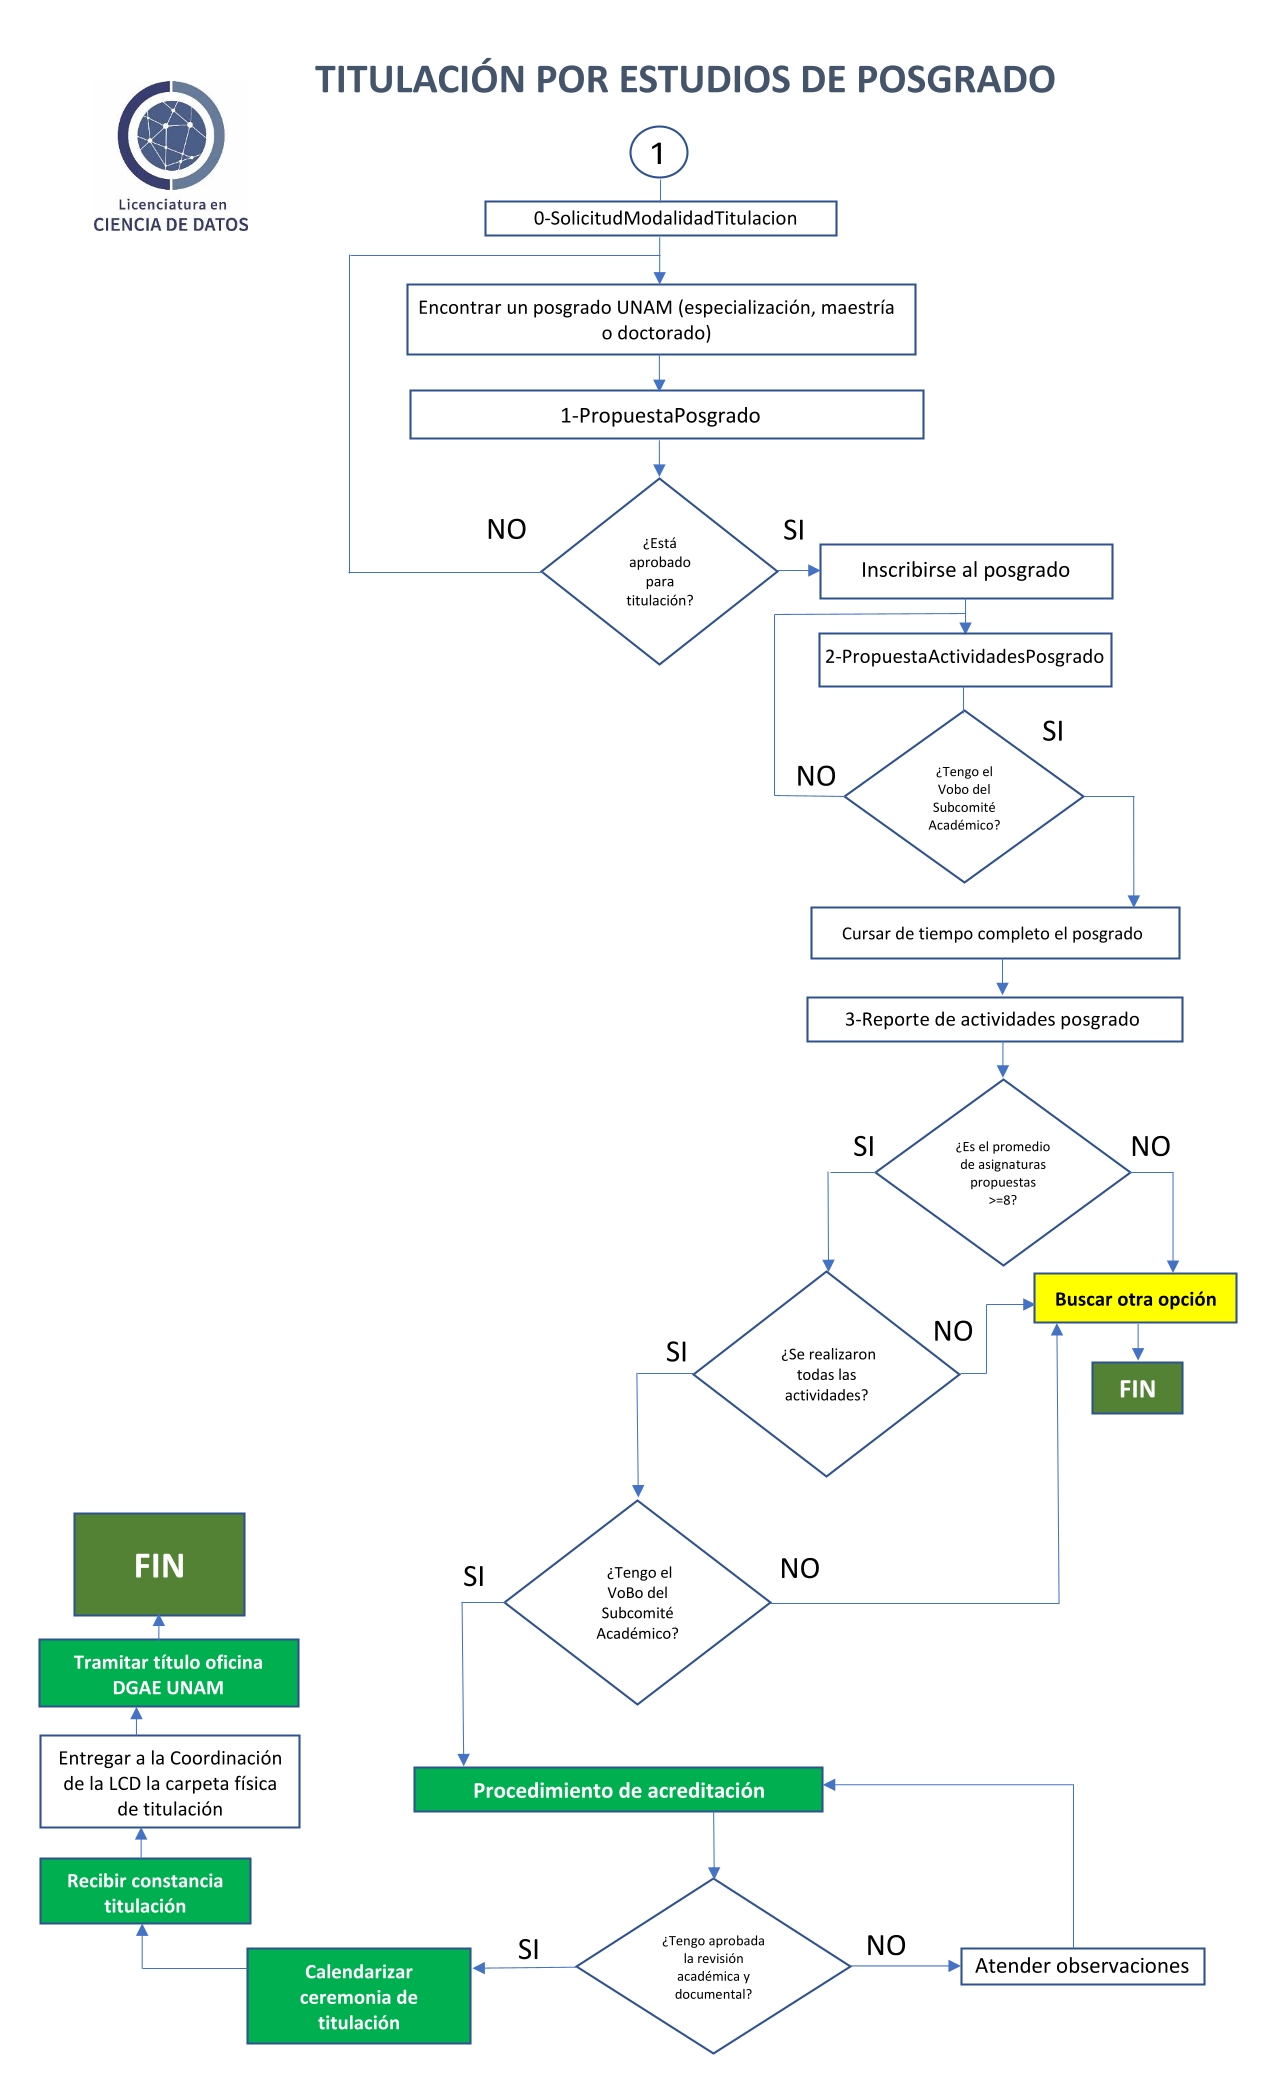 TITULACIÓN POR ESTUDIOS DE POSGRADO
Licenciatura en
CIENCIA DE DATOS
1
0-SolicitudModalidadTitulacion
Encontrar un posgrado UNAM (especialización, maestría
o doctorado)
1-PropuestaPosgrado
¿Está
aprobado
para
titulación?
NO
SI
Inscribirse al posgrado
2-PropuestaActividadesPosgrado
¿Tengo el
Vobo del
Subcomité
Académico?
NO
SI
Cursar de tiempo completo el posgrado
3-Reporte de actividades posgrado
¿Es el promedio
de asignaturas
propuestas
>=8?
SI
NO
Buscar otra opción
FIN
¿Se realizaron
todas las
actividades?
SI
NO
¿Tengo el
VoBo del
Subcomité
Académico?
SI
NO
Procedimiento de acreditación
¿Tengo aprobada
la revisión
académica y
documental?
NO
Atender observaciones
SI
Calendarizar
ceremonia de
titulación
Recibir constancia
titulación
Entregar a la Coordinación
de la LCD la carpeta física
de titulación
Tramitar título oficina
DGAE UNAM
FIN